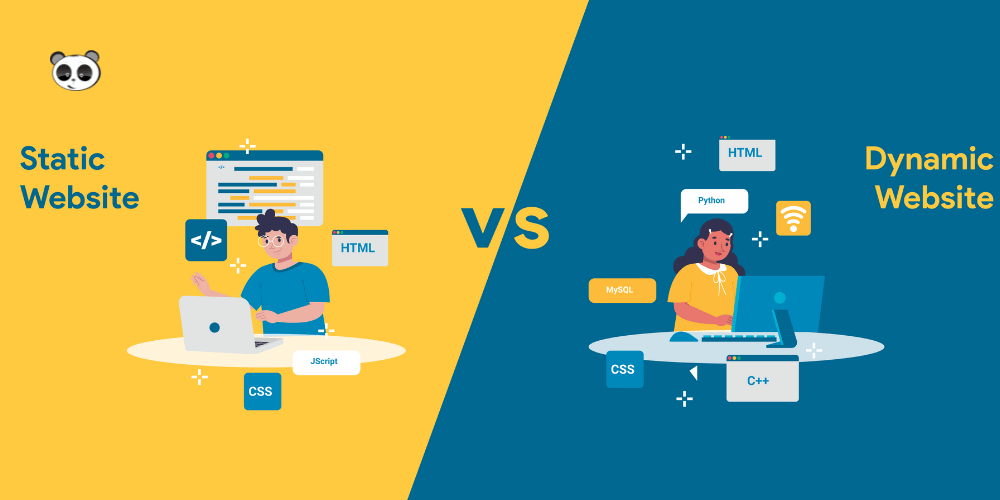 Static
Website
</>
HTML
JScript
CSS
VS
Dynamic
Website
HTML
Python
MySQL
CSS
C++